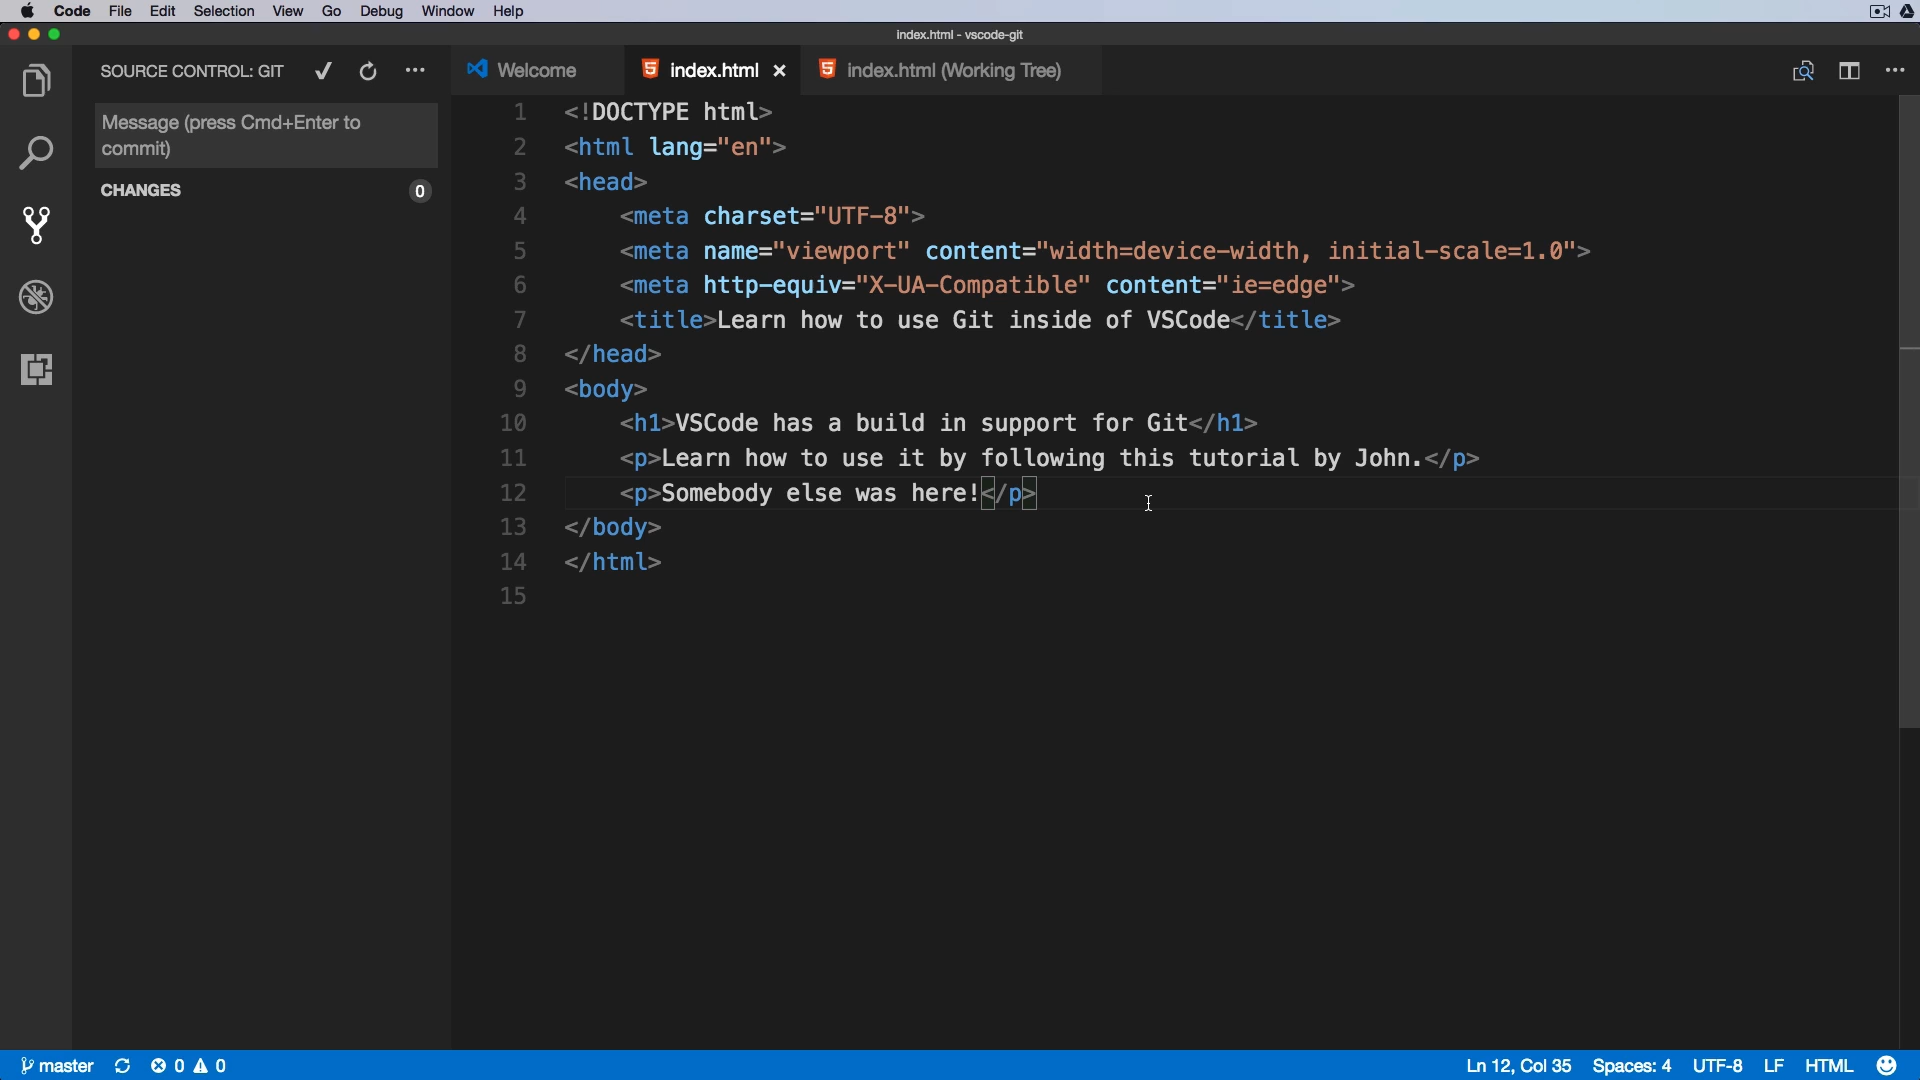 Code File Edit Selection View Go Debug Window Help
index.html - vscode-git
SOURCE CONTROL: GIT
Welcome
index.html
index.html (Working Tree)
Message (press Cmd+Enter to
commit)
CHANGES 0
1 <!DOCTYPE html>
2 <html lang="en">
3 <head>
4     <meta charset="UTF-8">
5     <meta name="viewport" content="width=device-width, initial-scale=1.0">
6     <meta http-equiv="X-UA-Compatible" content="ie=edge">
7     <title>Learn how to use Git inside of VSCode</title>
8 </head>
9 <body>
10     <h1>VSCode has a build in support for Git</h1>
11     <p>Learn how to use it by following this tutorial by John.</p>
12     <p>Somebody else was here!</p>
13 </body>
14 </html>
15
master 0 0 Ln 12, Col 35 Spaces: 4 UTF-8 LF HTML